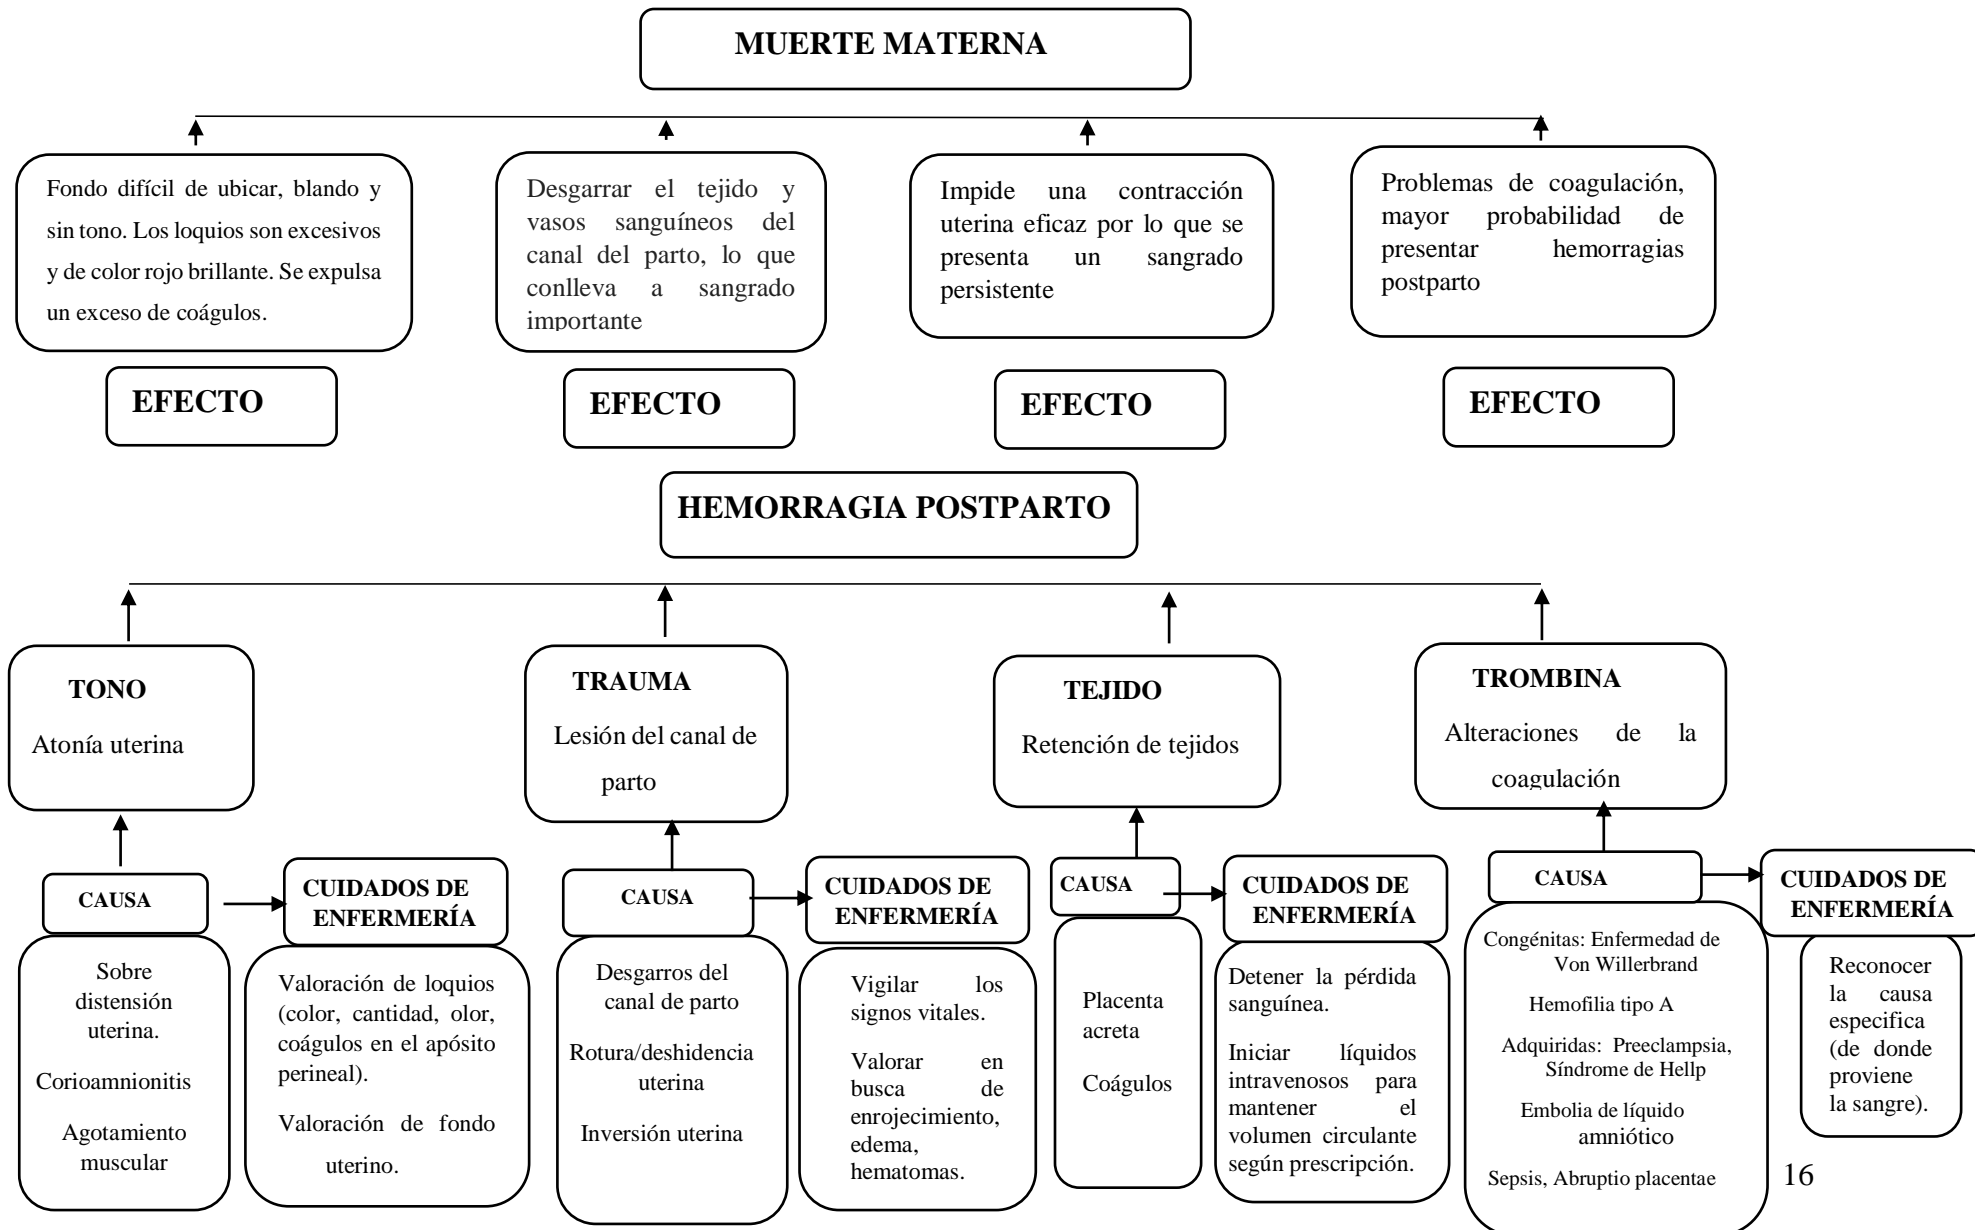 MUERTE MATERNA
Fondo difícil de ubicar, blando y
sin tono. Los loquios son excesivos
y de color rojo brillante. Se expulsa
un exceso de coágulos.
Desgarrar el tejido y
vasos sanguíneos del
canal del parto, lo que
conlleva a sangrado
importante
Impide una contracción
uterina eficaz por lo que se
presenta un sangrado
persistente
Problemas de coagulación,
mayor probabilidad de
presentar hemorragias
postparto
EFECTO
EFECTO
EFECTO
EFECTO
HEMORRAGIA POSTPARTO
TONO
Atonía uterina
TRAUMA
Lesión del canal de
parto
TEJIDO
Retención de tejidos
TROMBINA
Alteraciones de la
coagulación
CAUSA
CUIDADOS DE
ENFERMERÍA
CAUSA
CUIDADOS DE
ENFERMERÍA
CAUSA
CUIDADOS DE
ENFERMERÍA
CAUSA
CUIDADOS DE
ENFERMERÍA
Sobre
distensión
uterina.
Corioamnionitis
Agotamiento
muscular
Valoración de loquios
(color, cantidad, olor,
coágulos en el apósito
perineal).
Valoración de fondo
uterino.
Desgarros del
canal de parto
Rotura/deshidencia
uterina
Inversión uterina
Vigilar los
signos vitales.
Valorar en
busca de
enrojecimiento,
edema,
hematomas.
Placenta
acreta
Coágulos
Detener la pérdida
sanguínea.
Iniciar líquidos
intravenosos para
mantener el
volumen circulante
según prescripción.
Congénitas: Enfermedad de
Von Willerbrand
Hemofilia tipo A
Adquiridas: Preeclampsia,
Síndrome de Hellp
Embolia de líquido
amniótico
Sepsis, Abruptio placentae
Reconocer
la causa
especifica
(de donde
proviene
la sangre).
16